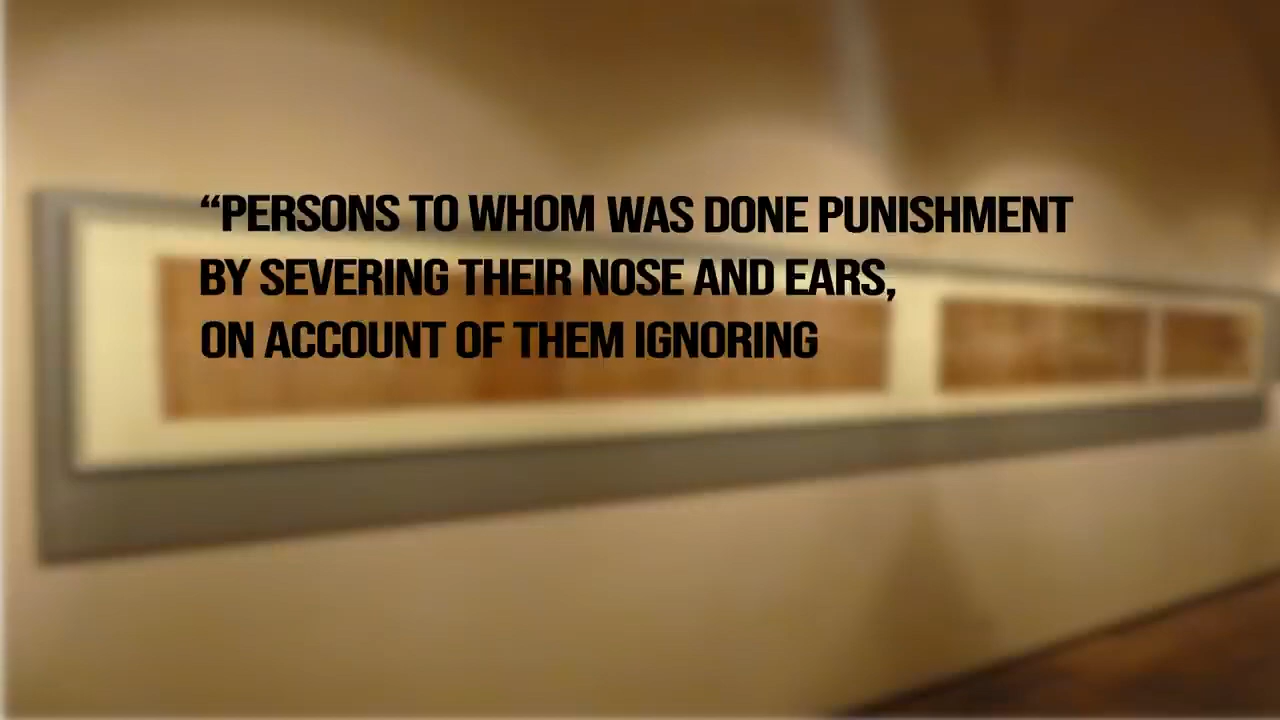 “PERSONS TO WHOM WAS DONE PUNISHMENT
BY SEVERING THEIR NOSE AND EARS,
ON ACCOUNT OF THEM IGNORING